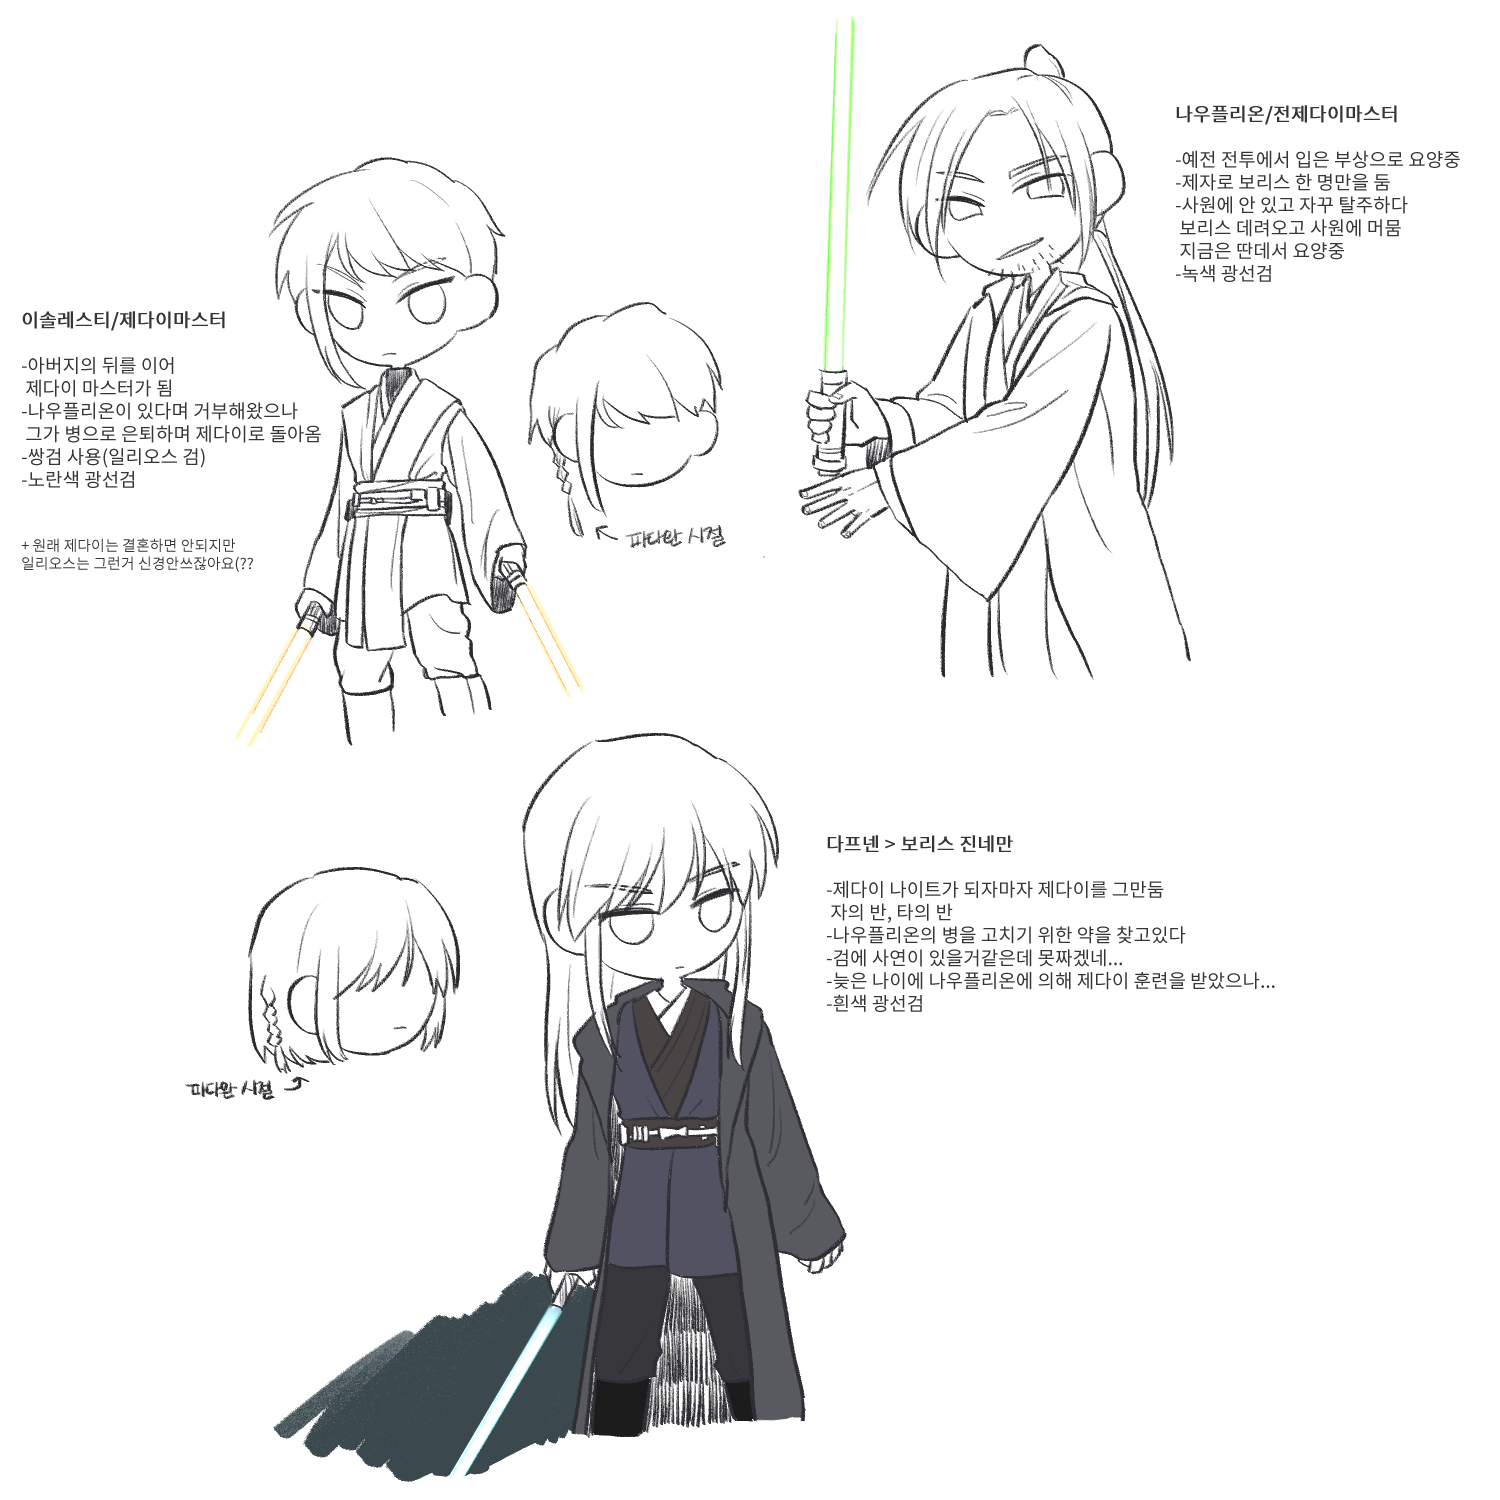 나우플리온/전제다이마스터
-예전 전투에서 입은 부상으로 요양중
-제자로 보리스 한 명만을 둠
-사원에 안 있고 자꾸 탈주하다
보리스 데려오고 사원에 머뭄
지금은 딴데서 요양중
-녹색 광선검
이솔레스티/제다이마스터
-아버지의 뒤를 이어
제다이 마스터가 됨
-나우플리온이 있다며 거부해왔으나
그가 병으로 은퇴하며 제다이로 돌아옴
-쌍검 사용(일리오스 검)
-노란색 광선검
+ 원래 제다이는 결혼하면 안되지만
일리오스는 그런거 신경안쓰잖아요(??
파다완 시절
다프넨 > 보리스 진네만
-제다이 나이트가 되자마자 제다이를 그만둠
자의 반, 타의 반
-나우플리온의 병을 고치기 위한 약을 찾고있다
-검에 사연이 있을거같은데 못짜겠네...
-늦은 나이에 나우플리온에 의해 제다이 훈련을 받았으나...
-흰색 광선검
파다완 시절